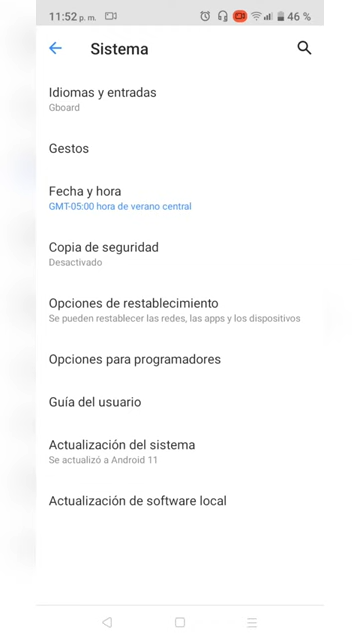 11:52 p. m.
46 %
Sistema
Idiomas y entradas
Gboard
Gestos
Fecha y hora
GMT-05:00 hora de verano central
Copia de seguridad
Desactivado
Opciones de restablecimiento
Se pueden restablecer las redes, las apps y los dispositivos
Opciones para programadores
Guía del usuario
Actualización del sistema
Se actualizó a Android 11
Actualización de software local